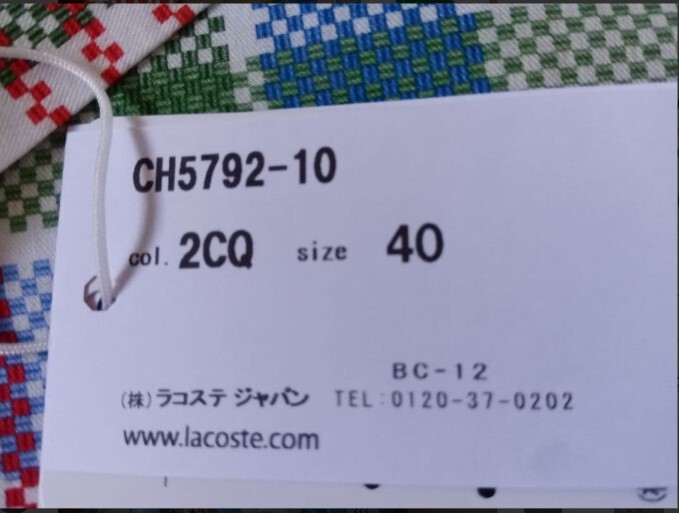 CH5792-10
col. 2CQ size 40
BC-12
(株)ラコステ ジャパン TEL:0120-37-0202
www.lacoste.com